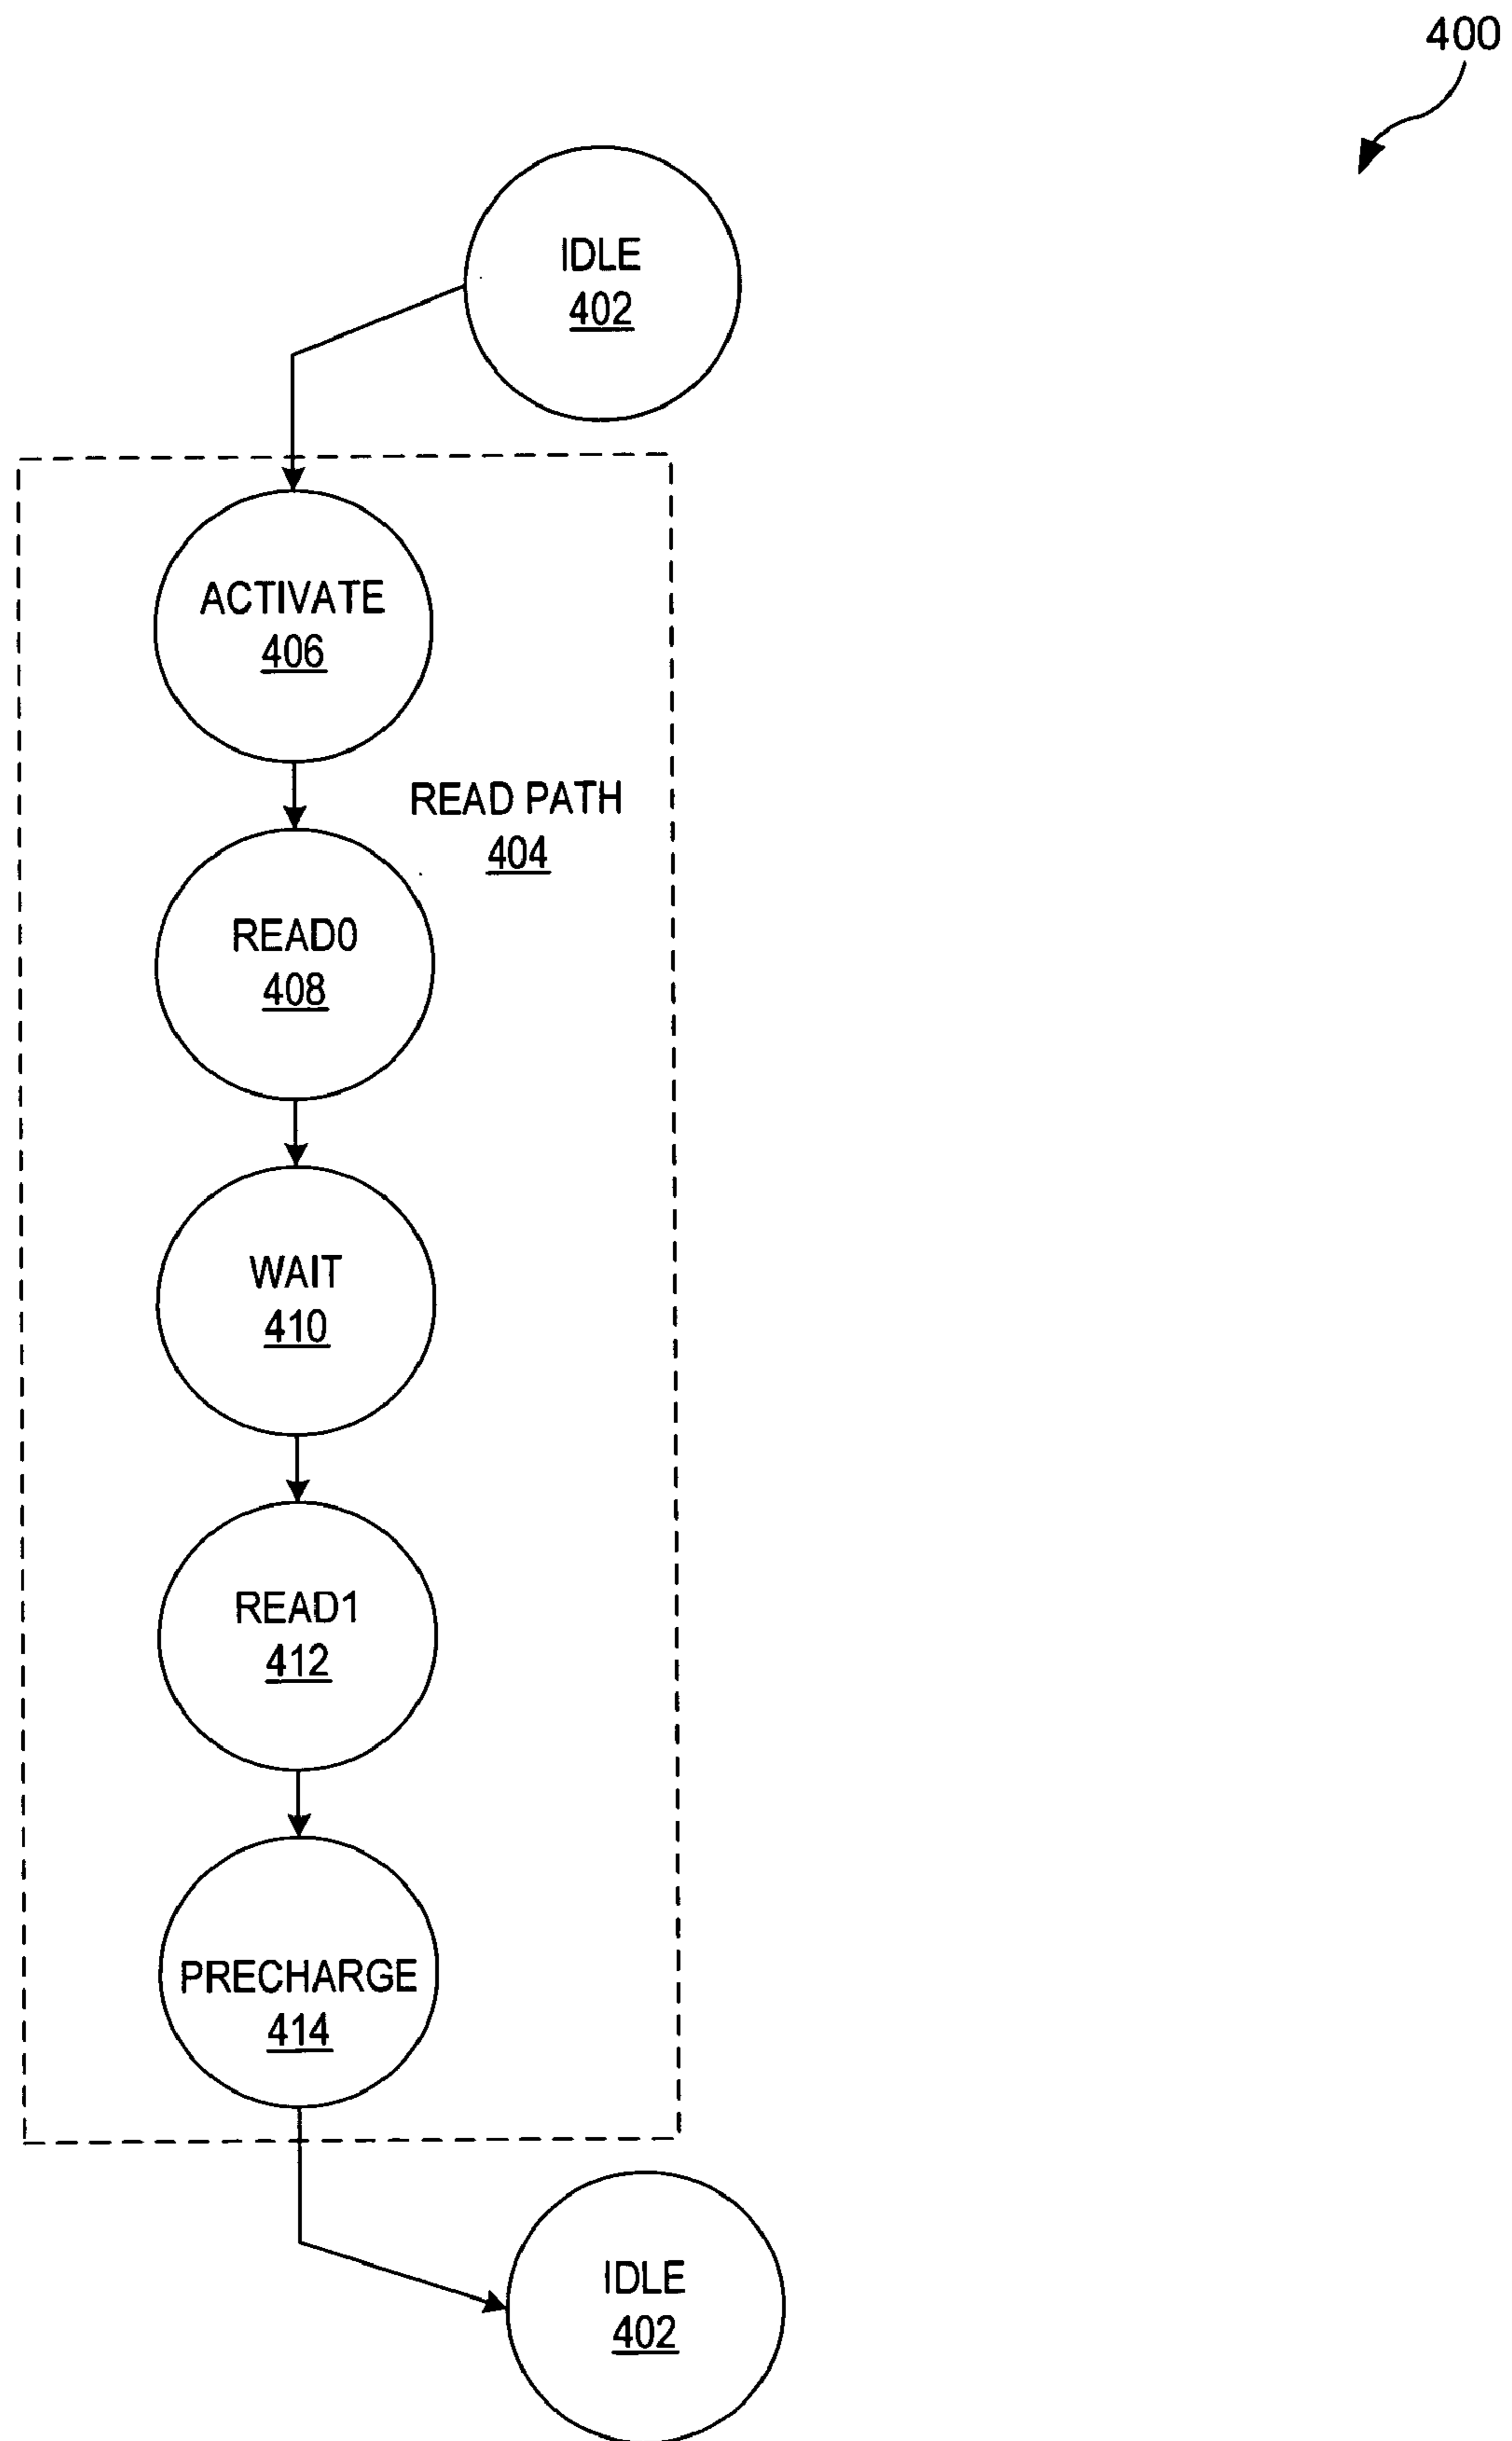 400
IDLE
402
ACTIVATE
406
READ PATH
404
READ0
408
WAIT
410
READ1
412
PRECHARGE
414
IDLE
402